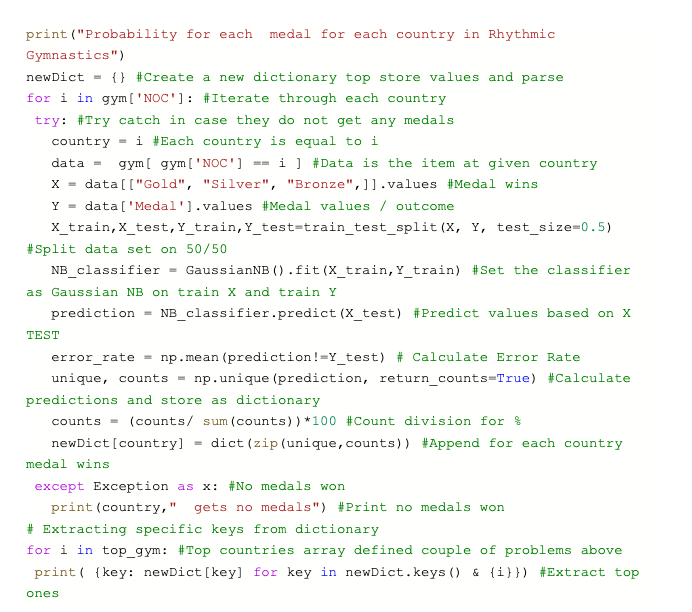 print("Probability for each  medal for each country in Rhythmic
Gymnastics")
newDict = {} #Create a new dictionary top store values and parse
for i in gym['NOC']: #Iterate through each country
 try: #Try catch in case they do not get any medals
   country = i #Each country is equal to i
   data =  gym[ gym['NOC'] == i ] #Data is the item at given country
   X = data[["Gold", "Silver", "Bronze",]].values #Medal wins
   Y = data['Medal'].values #Medal values / outcome
   X_train,X_test,Y_train,Y_test=train_test_split(X, Y, test_size=0.5)
#Split data set on 50/50
   NB_classifier = GaussianNB().fit(X_train,Y_train) #Set the classifier
as Gaussian NB on train X and train Y
   prediction = NB_classifier.predict(X_test) #Predict values based on X
TEST
   error_rate = np.mean(prediction!=Y_test) # Calculate Error Rate
   unique, counts = np.unique(prediction, return_counts=True) #Calculate
predictions and store as dictionary
   counts = (counts/ sum(counts))*100 #Count division for %
   newDict[country] = dict(zip(unique,counts)) #Append for each country
medal wins
 except Exception as x: #No medals won
   print(country,"  gets no medals") #Print no medals won
# Extracting specific keys from dictionary
for i in top_gym: #Top countries array defined couple of problems above
 print( {key: newDict[key] for key in newDict.keys() & {i}}) #Extract top
ones